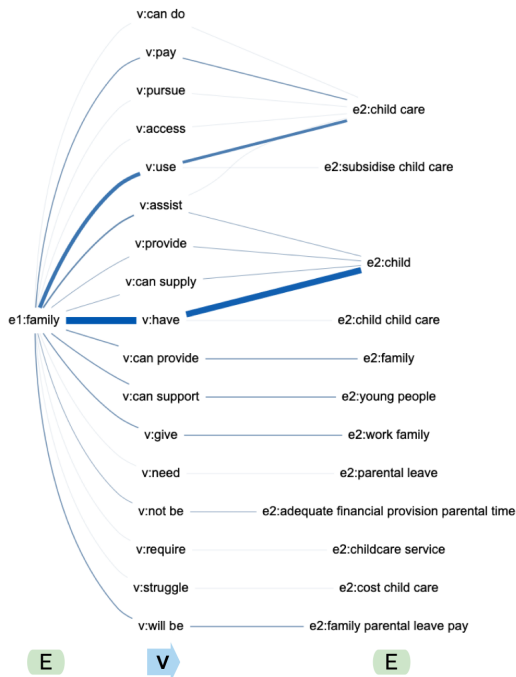 v:can do
v:pay
v:pursue
e2:child care
v:access
v:use e2:subsidise child care
v:assist
v:provide
e2:child
v:can supply
e1:family v:have e2:child child care
v:can provide e2:family
v:can support e2:young people
v:give e2:work family
v:need e2:parental leave
v:not be e2:adequate financial provision parental time
v:require e2:childcare service
v:struggle e2:cost child care
v:will be e2:family parental leave pay
E V E